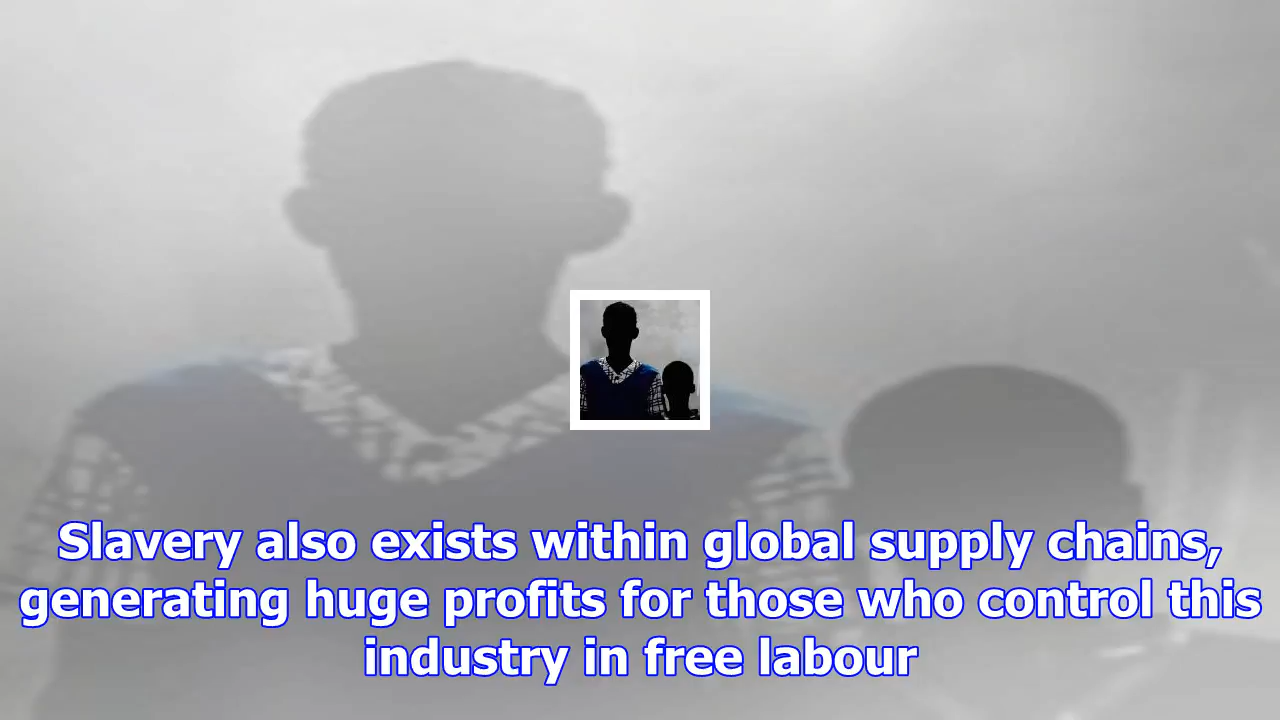 Slavery also exists within global supply chains,
generating huge profits for those who control this
industry in free labour